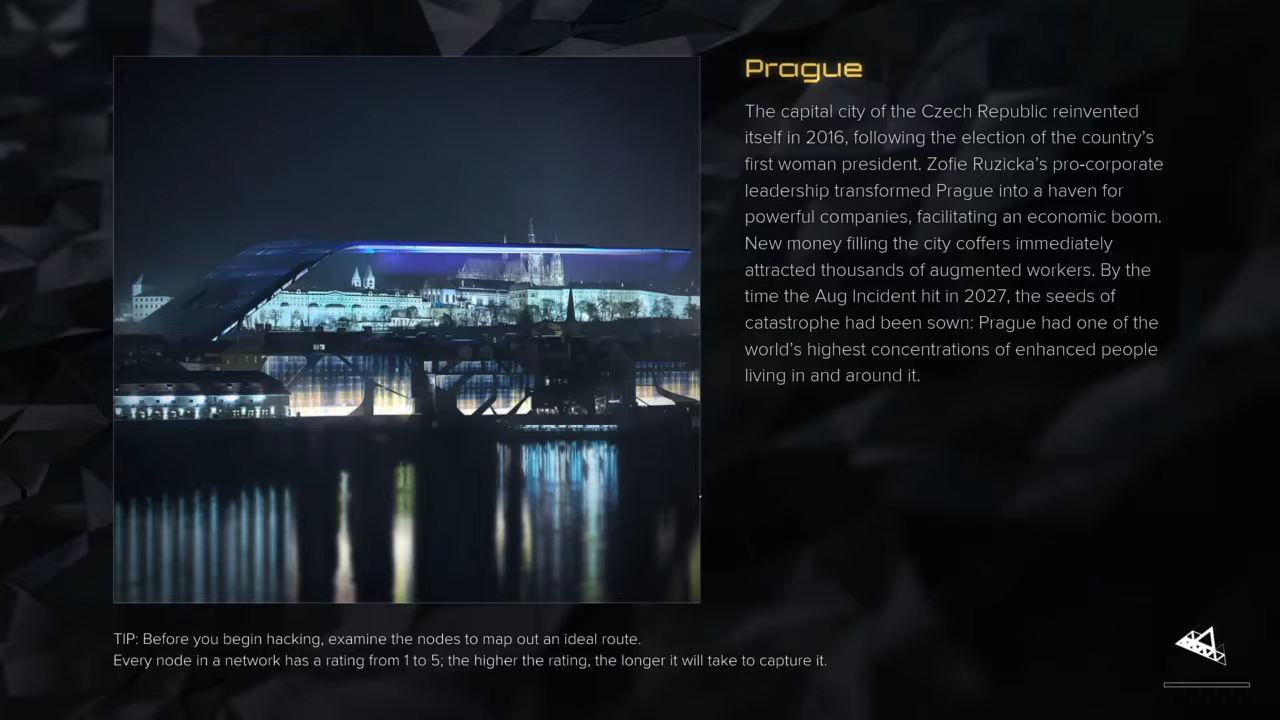 Prague
The capital city of the Czech Republic reinvented
itself in 2016, following the election of the country's
first woman president. Zofie Ruzicka's pro-corporate
leadership transformed Prague into a haven for
powerful companies, facilitating an economic boom.
New money filling the city coffers immediately
attracted thousands of augmented workers. By the
time the Aug Incident hit in 2027, the seeds of
catastrophe had been sown: Prague had one of the
world's highest concentrations of enhanced people
living in and around it.
TIP: Before you begin hacking, examine the nodes to map out an ideal route.
Every node in a network has a rating from 1 to 5; the higher the rating, the longer it will take to capture it.